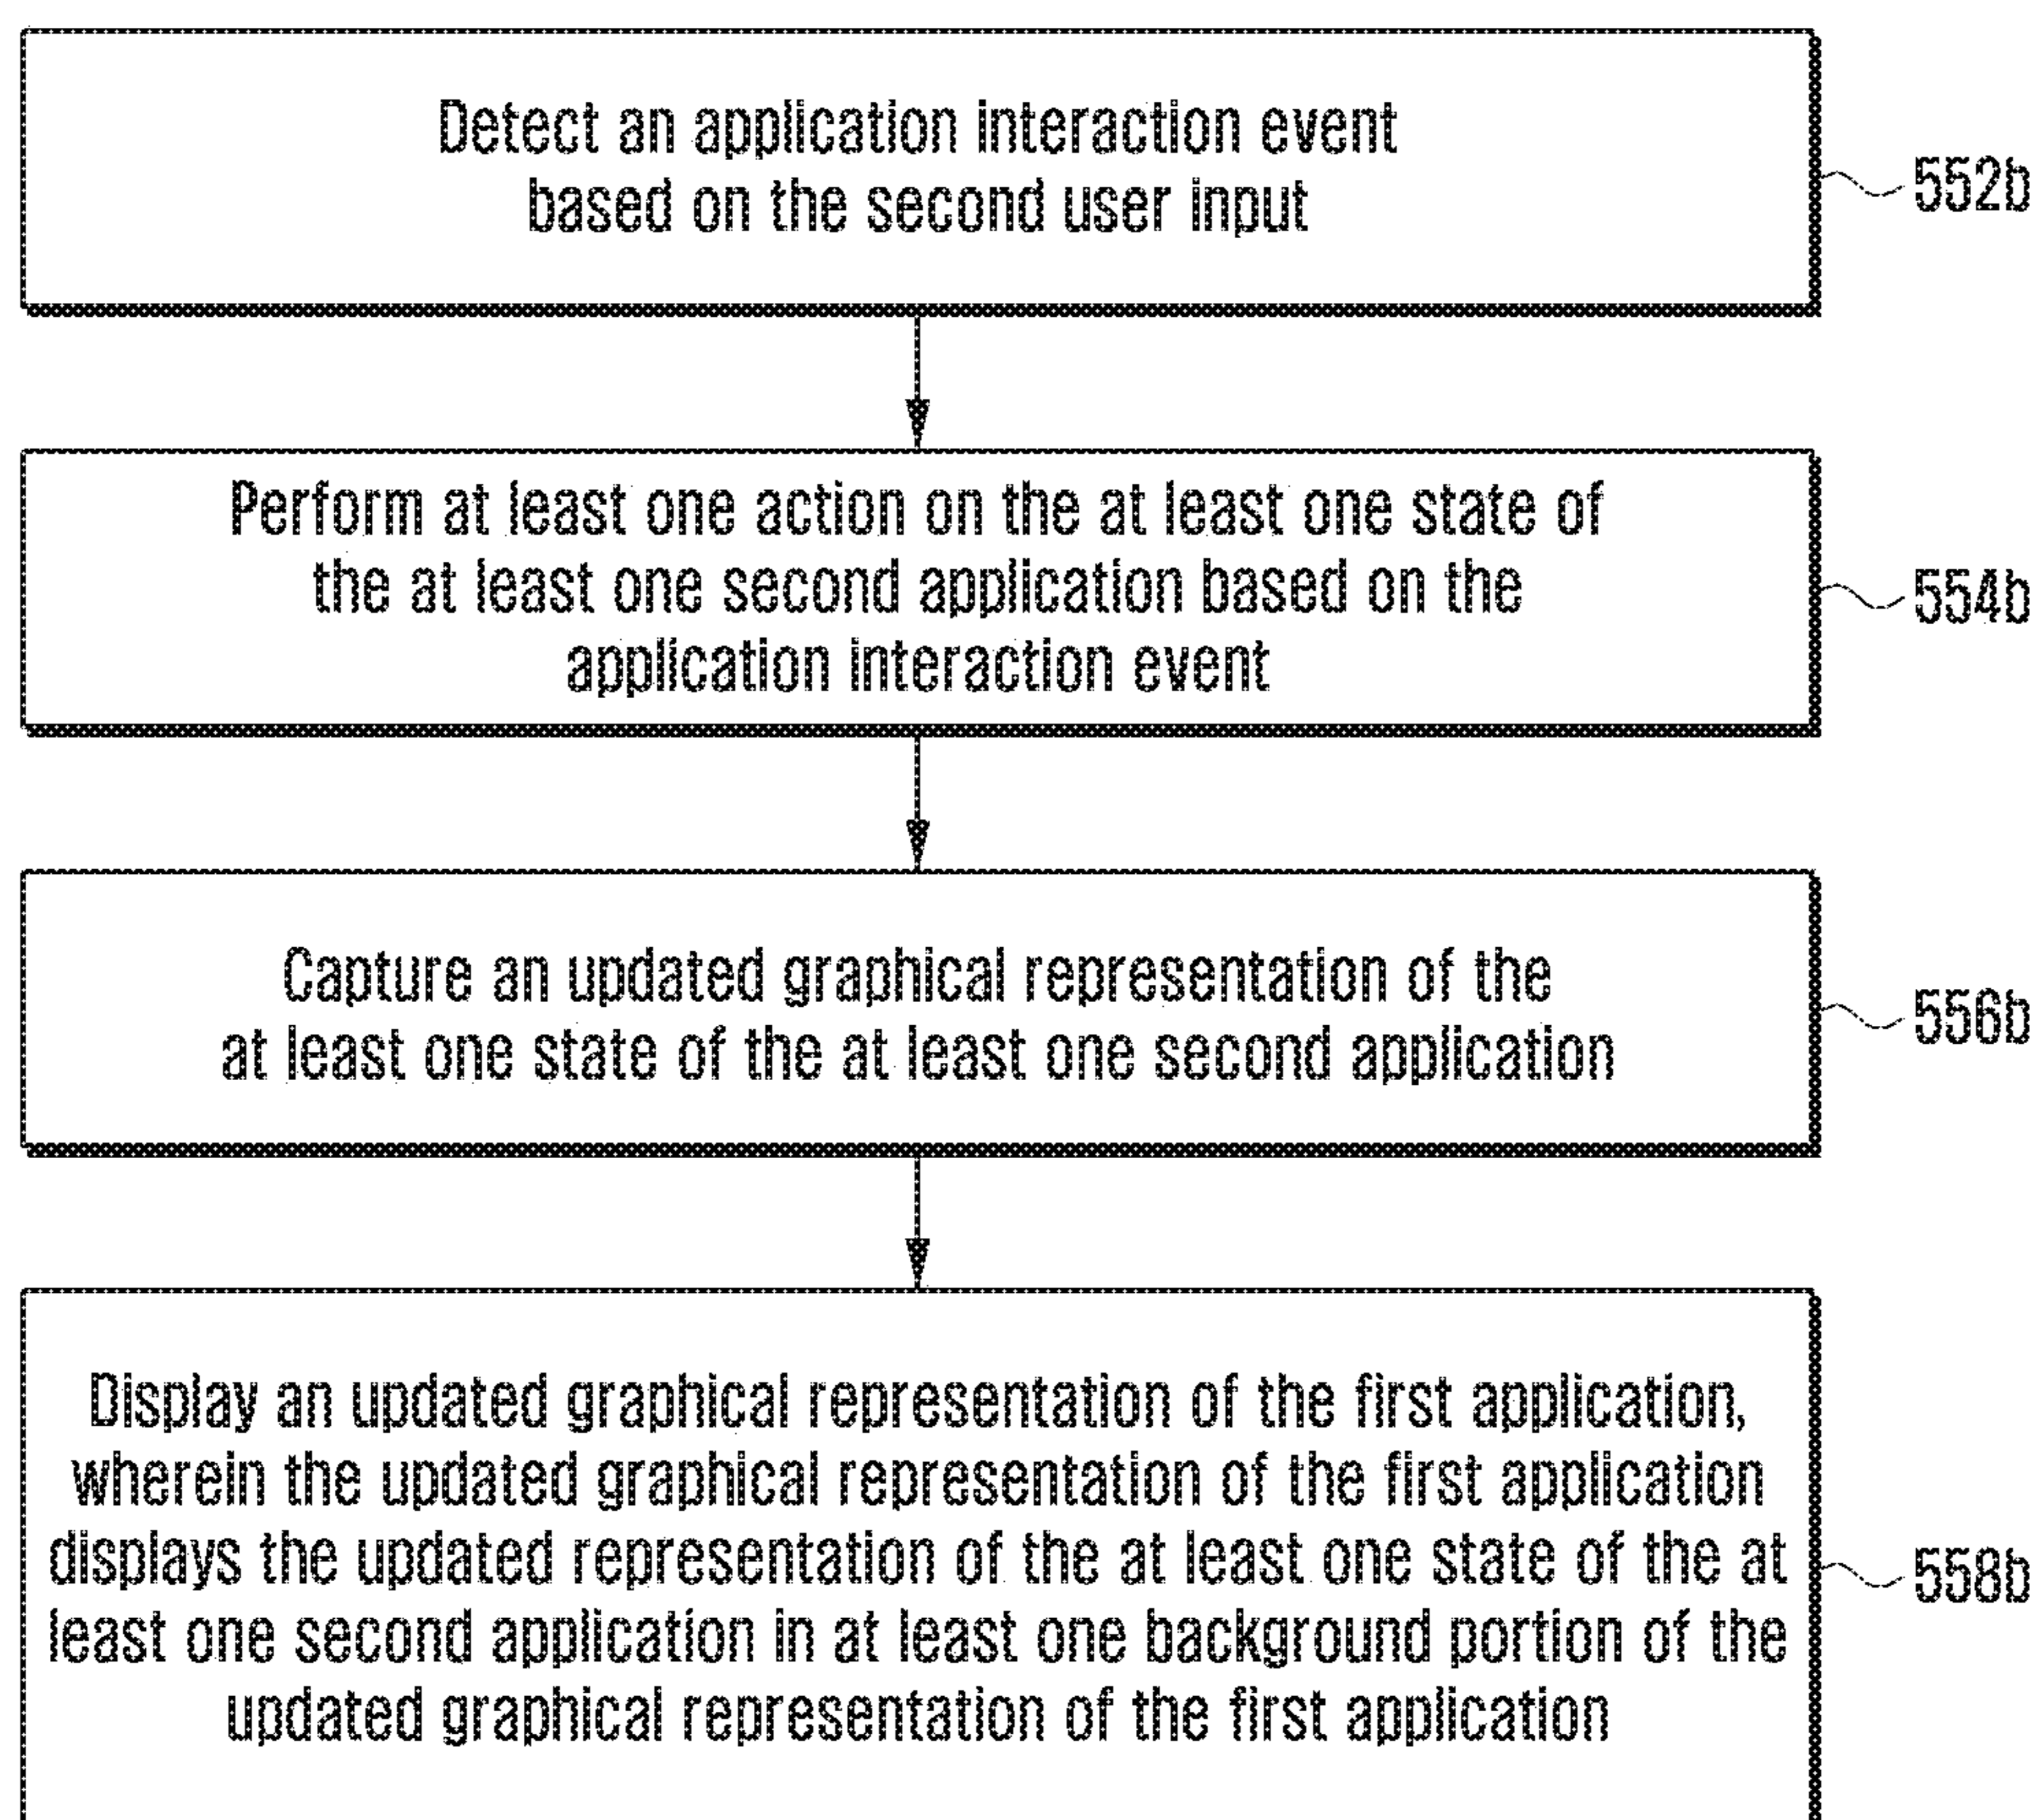 Detect an application interaction event
based on the second user input
552b
Perform at least one action on the at least one state of
the at least one second application based on the
application interaction event
554b
Capture an updated graphical representation of the
at least one state of the at least one second application
556b
Display an updated graphical representation of the first application,
wherein the updated graphical representation of the first application
displays the updated representation of the at least one state of the at
least one second application in at least one background portion of the
updated graphical representation of the first application
558b